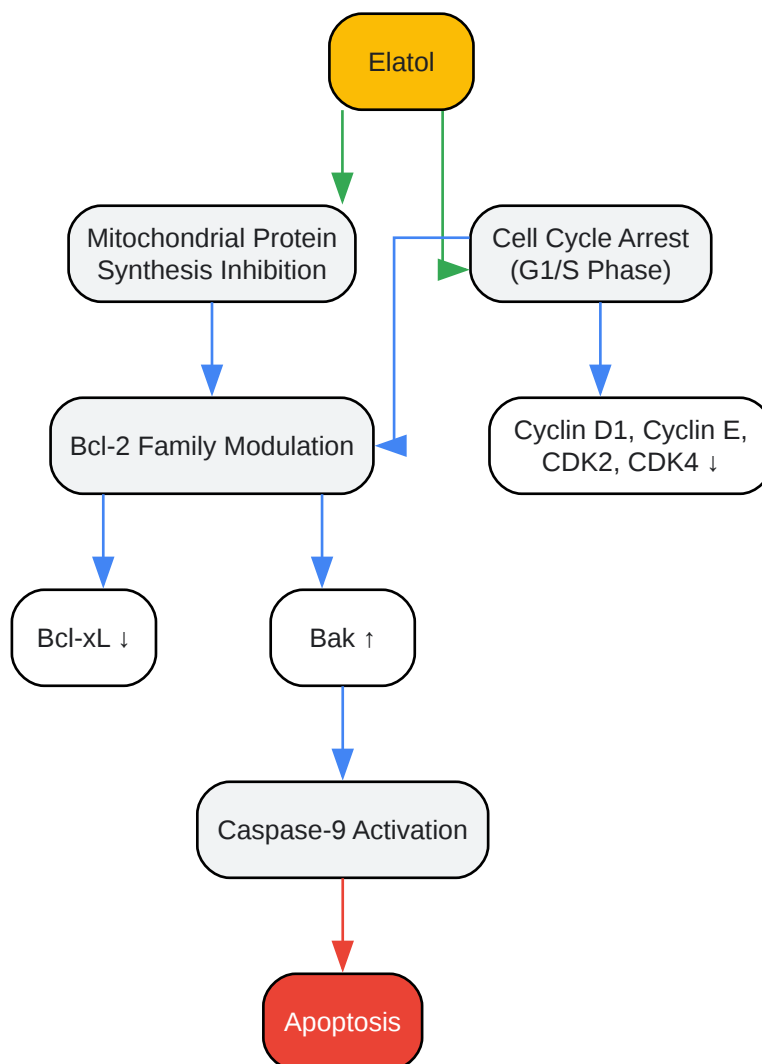 Elatol
Mitochondrial Protein
Synthesis Inhibition
Cell Cycle Arrest
(G1/S Phase)
Bcl-2 Family Modulation
Cyclin D1, Cyclin E,
CDK2, CDK4 ↓
Bcl-xL ↓
Bak ↑
Caspase-9 Activation
Apoptosis